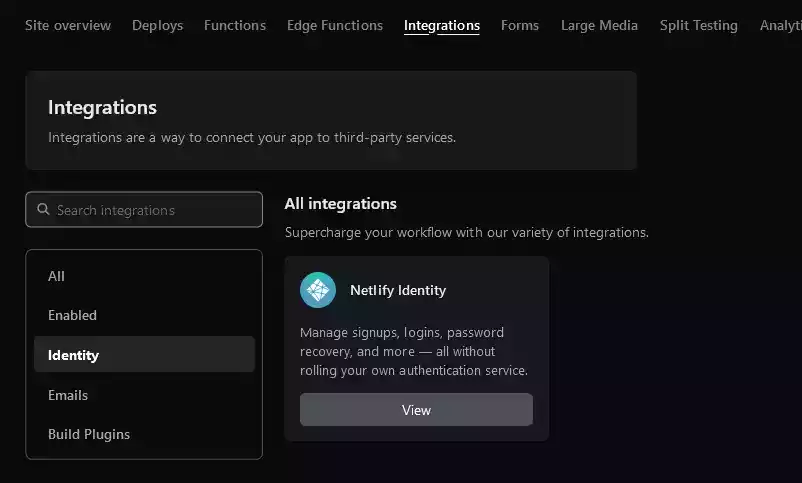 Site overview Deploys Functions Edge Functions Integrations Forms Large Media Split Testing
Integrations
Integrations are a way to connect your app to third-party services.
Search integrations
All
Enabled
Identity
Emails
Build Plugins
All integrations
Supercharge your workflow with our variety of integrations.
Netlify Identity
Manage signups, logins, password
recovery, and more — all without
rolling your own authentication service.
View